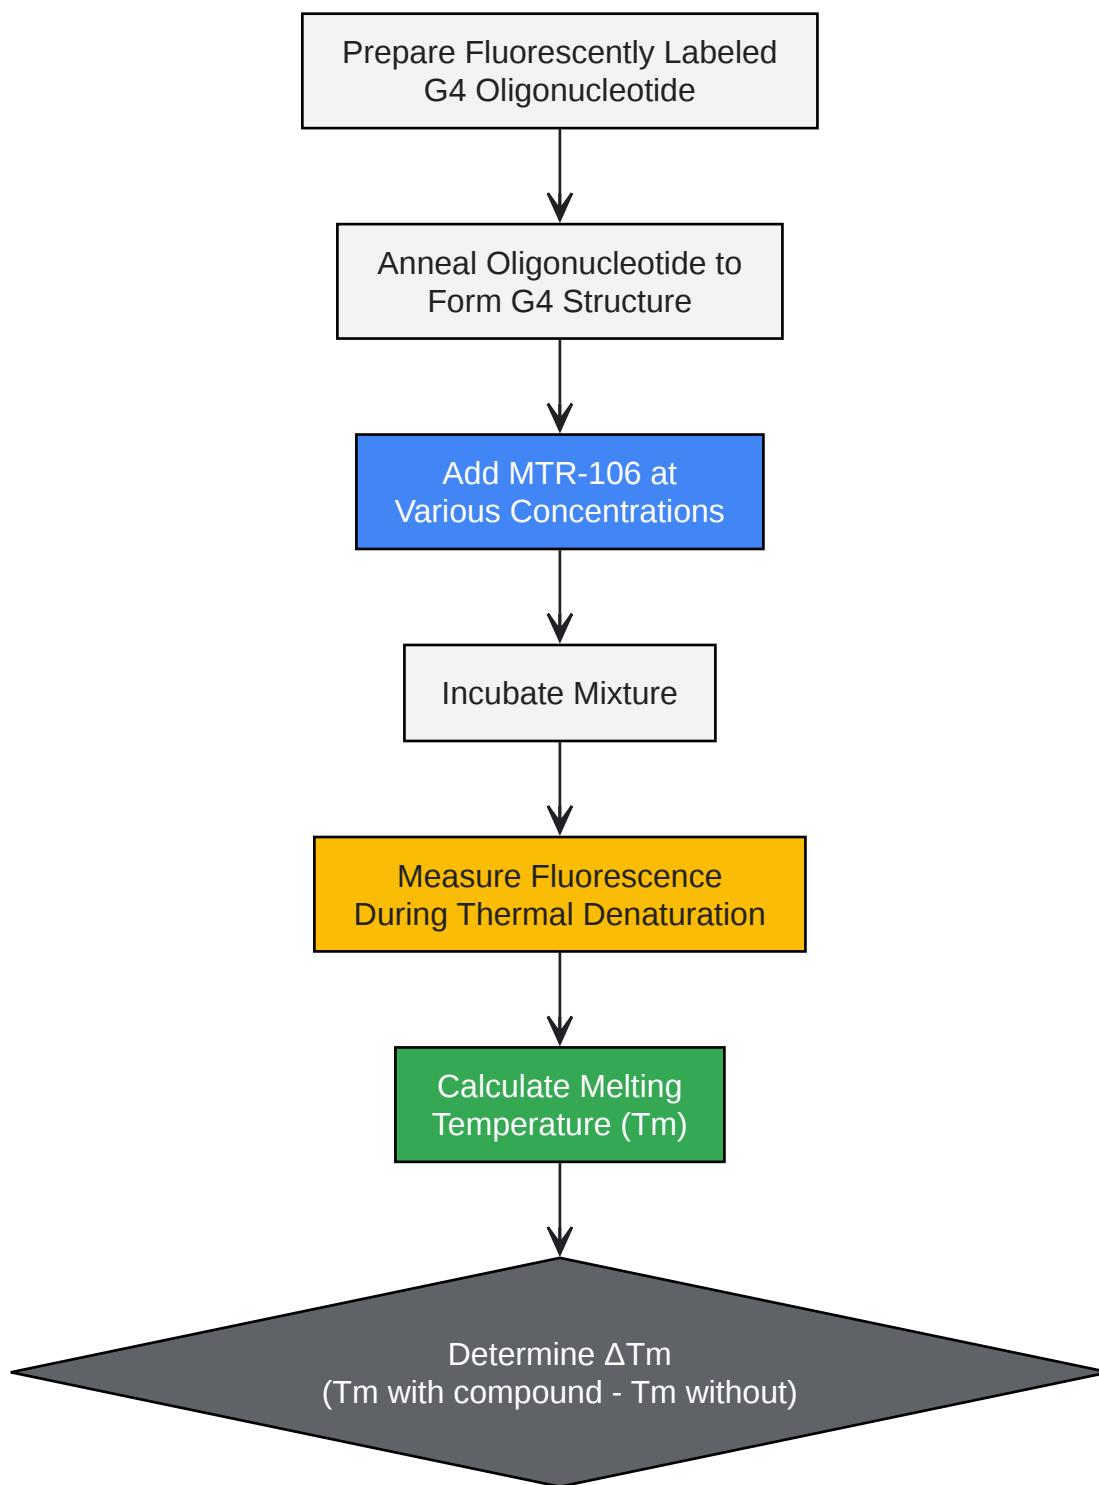 Prepare Fluorescently Labeled
G4 Oligonucleotide
Anneal Oligonucleotide to
Form G4 Structure
Add MTR-106 at
Various Concentrations
Incubate Mixture
Measure Fluorescence
During Thermal Denaturation
Calculate Melting
Temperature (Tm)
Determine ΔTm
(Tm with compound - Tm without)